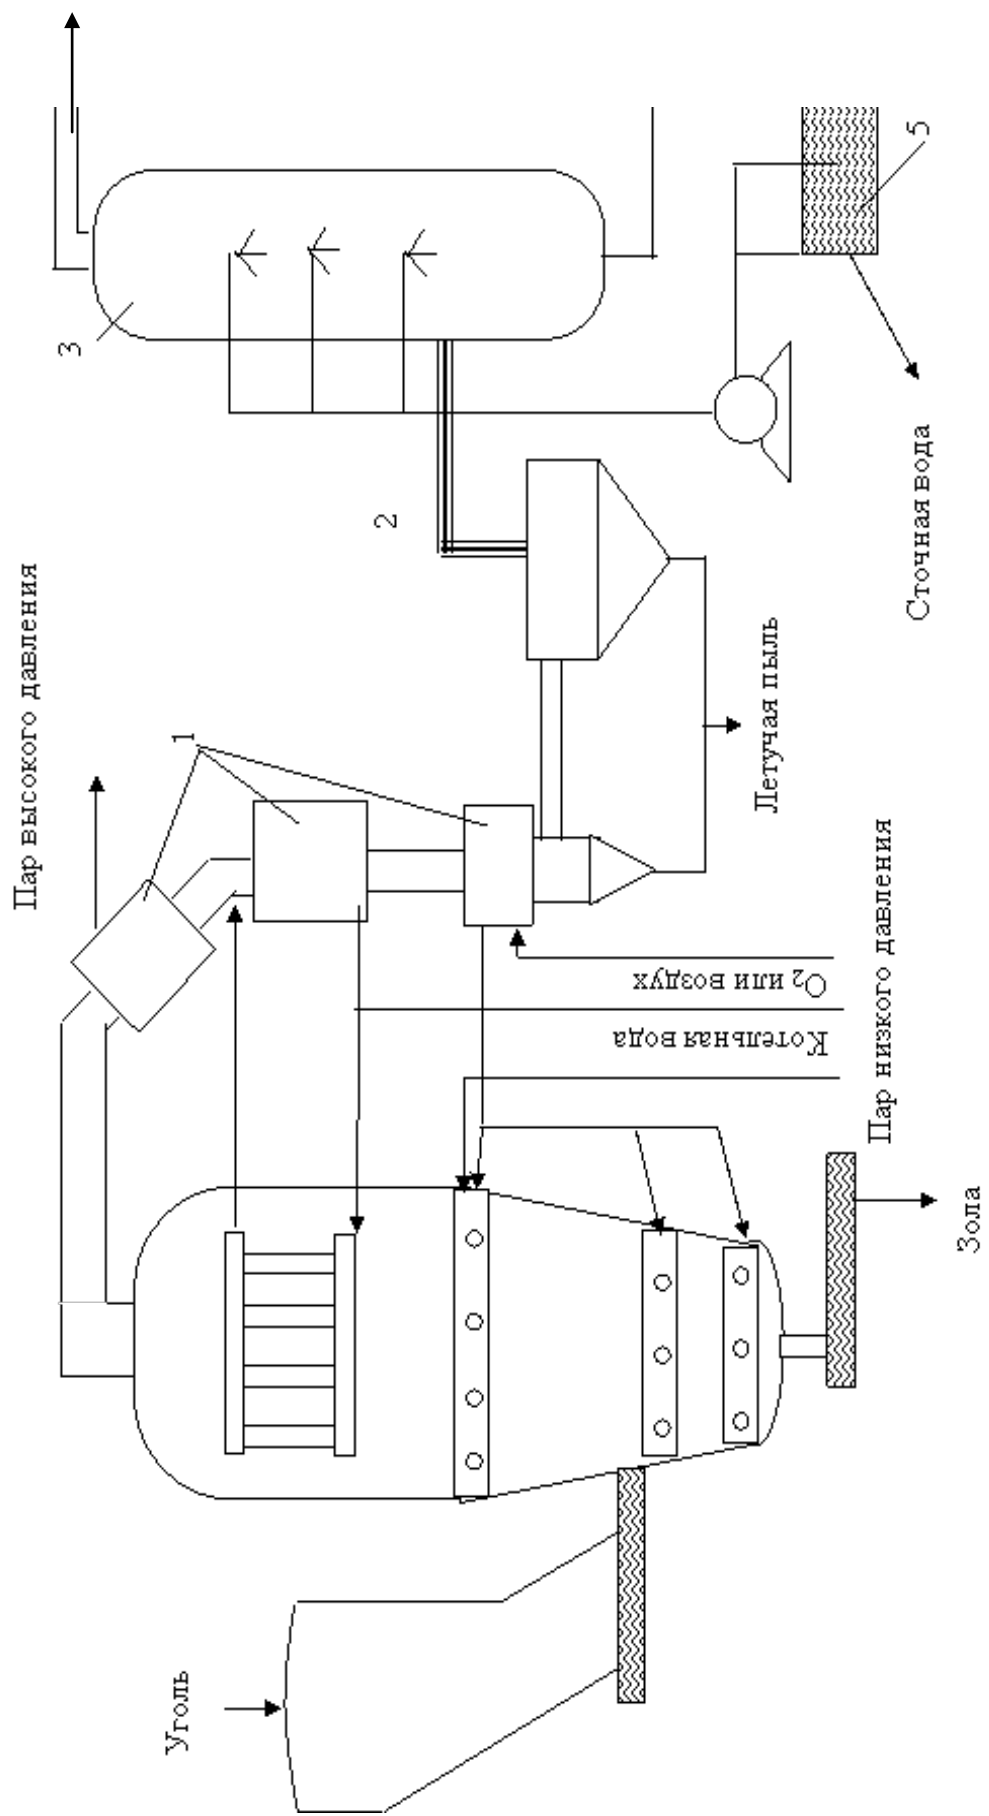 Уголь
Пар высокого давления
1
2
3
O₂ или воздух
Котельная вода
Пар низкого давления
Летучая пыль
Зола
Сточная вода
5